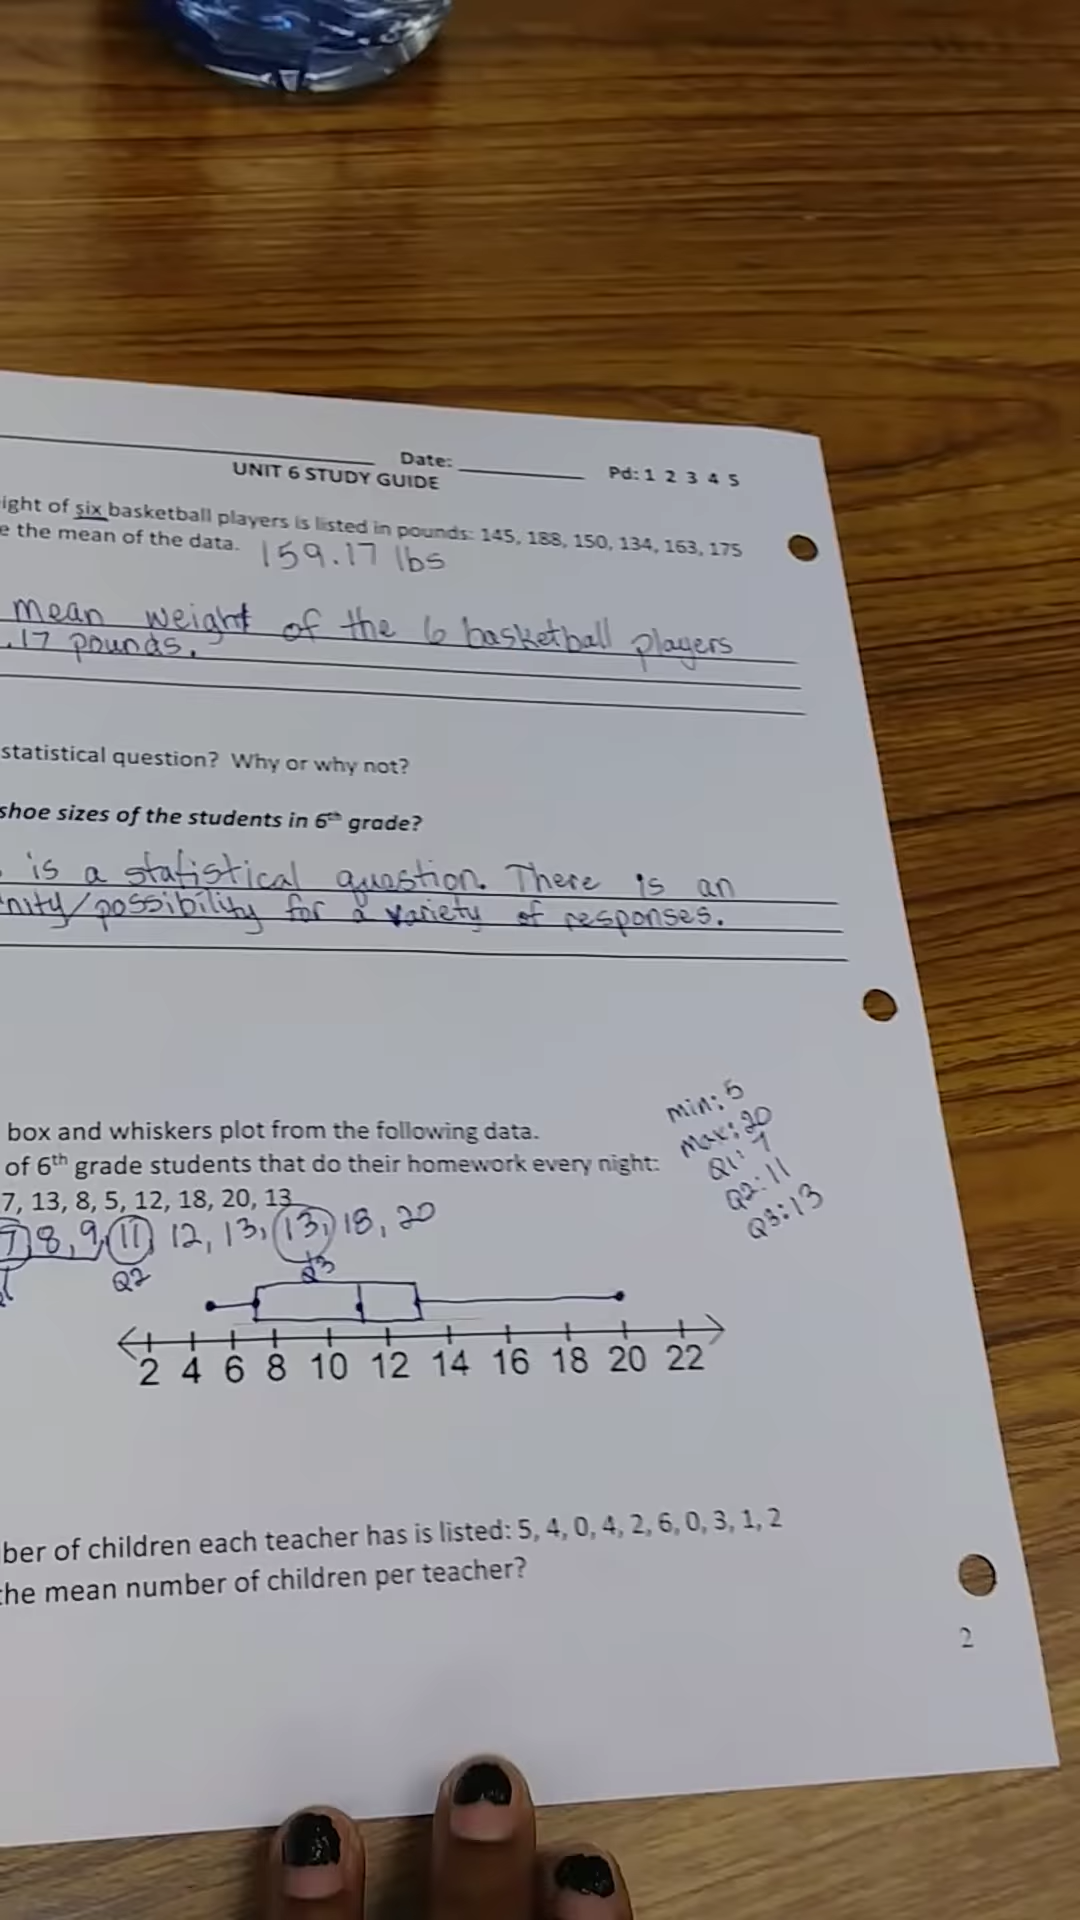 Date: Pd: 1 2 3 4 5
UNIT 6 STUDY GUIDE
ight of six basketball players is listed in pounds: 145, 188, 150, 134, 163, 175
e the mean of the data. 159.17 lbs
mean weight of the 6 basketball players
.17 pounds.
statistical question? Why or why not?
shoe sizes of the students in 6th grade?
is a statistical question. There is an
nity/possibility for a variety of responses.
box and whiskers plot from the following data.
of 6th grade students that do their homework every night:
7, 13, 8, 5, 12, 18, 20, 13
7, 8, 9, 11, 12, 13, 13, 18, 20
Q2 Q3
min: 5
max: 20
Q1: 7
Q2: 11
Q3: 13
2 4 6 8 10 12 14 16 18 20 22
ber of children each teacher has is listed: 5, 4, 0, 4, 2, 6, 0, 3, 1, 2
the mean number of children per teacher?
2